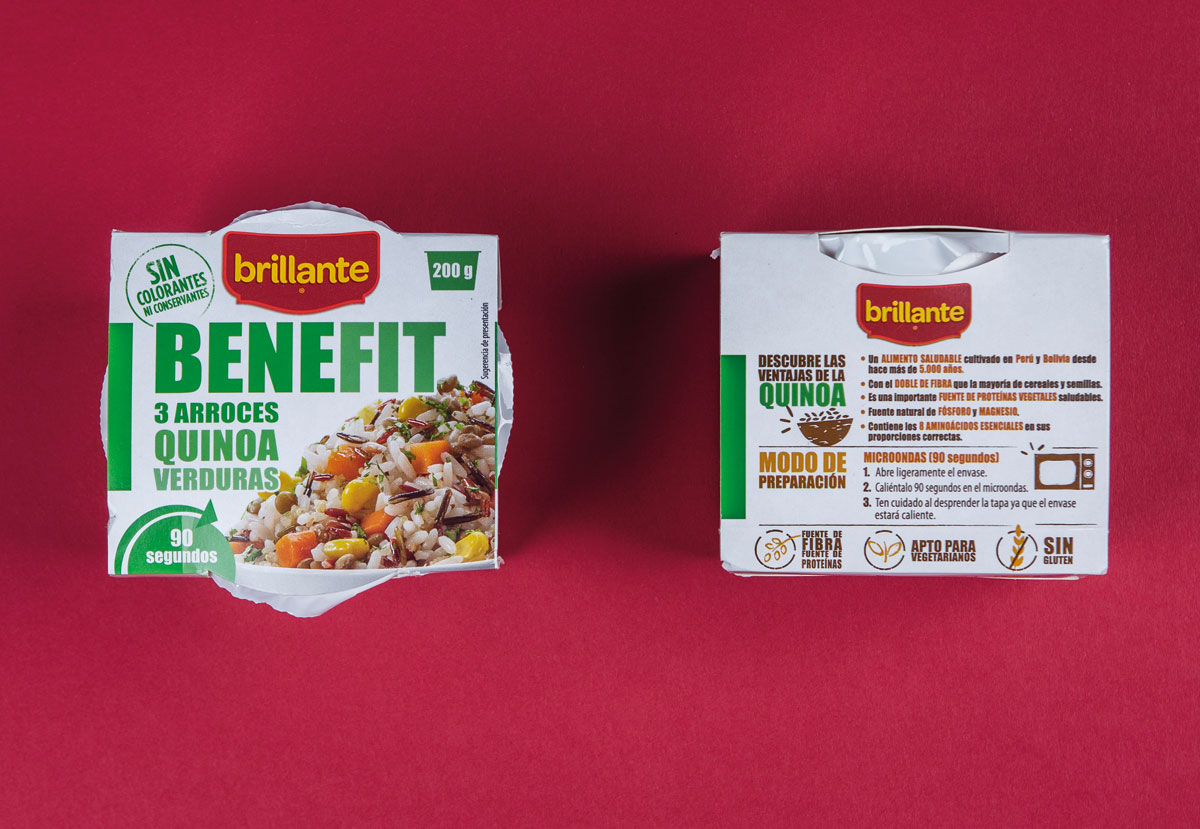 SIN
COLORANTES
NI CONSERVANTES
brillante
®
200 g
Sugerencia de presentación
BENEFIT
3 ARROCES
QUINOA
VERDURAS
90
segundos
brillante
®
DESCUBRE LAS
VENTAJAS DE LA
QUINOA
• Un ALIMENTO SALUDABLE cultivado en Perú y Bolivia desde
hace más de 5.000 años.
• Con el DOBLE DE FIBRA que la mayoría de cereales y semillas.
• Es una importante FUENTE DE PROTEÍNAS VEGETALES saludables.
• Fuente natural de FÓSFORO y MAGNESIO.
• Contiene los 8 AMINOÁCIDOS ESENCIALES en sus
proporciones correctas.
MODO DE
PREPARACIÓN
MICROONDAS (90 segundos)
1. Abre ligeramente el envase.
2. Caliéntalo 90 segundos en el microondas.
3. Ten cuidado al desprender la tapa ya que el envase
estará caliente.
FUENTE DE
FIBRA
FUENTE DE
PROTEÍNAS
APTO PARA
VEGETARIANOS
SIN
GLUTEN